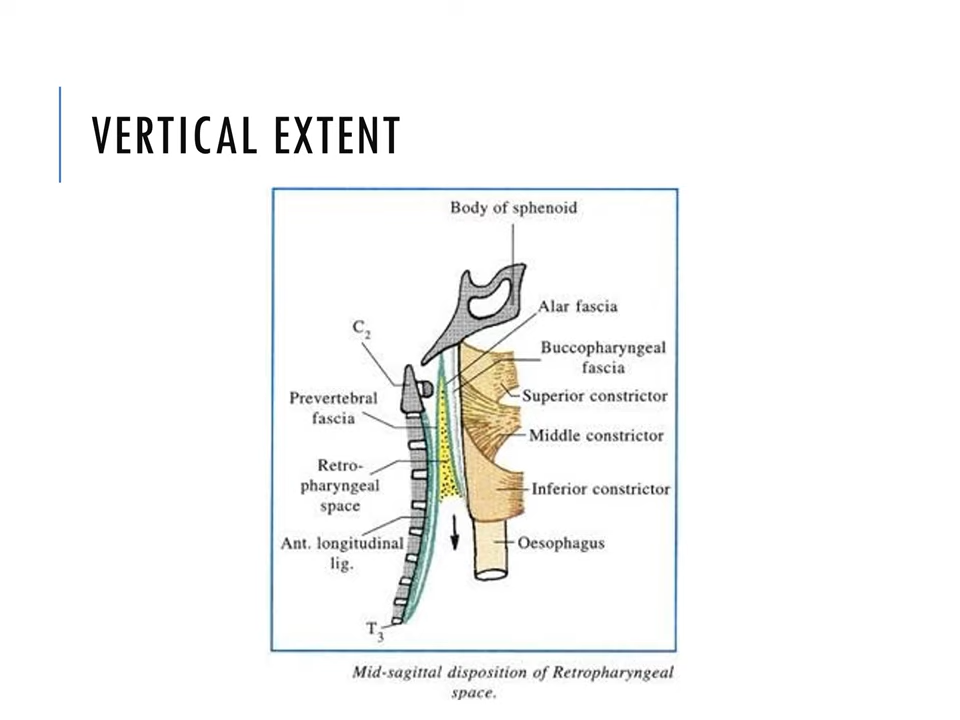 VERTICAL EXTENT
Body of sphenoid
Alar fascia
C2
Buccopharyngeal
fascia
Prevertebral
fascia
Superior constrictor
Middle constrictor
Retro-
pharyngeal
space
Inferior constrictor
Ant. longitudinal
lig.
Oesophagus
T3
Mid-sagittal disposition of Retropharyngeal
space.